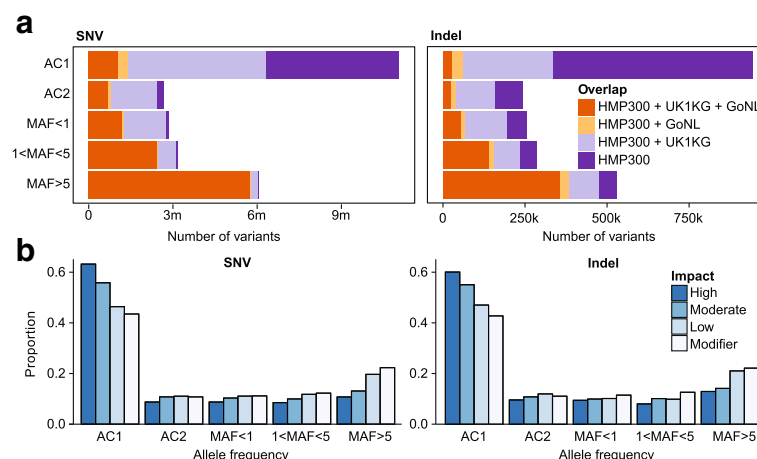 a
SNV
Indel
AC1
AC2
MAF<1
1<MAF<5
MAF>5
0
3m
6m
9m
Number of variants
Overlap
HMP300 + UK1KG + GoNL
HMP300 + GoNL
HMP300 + UK1KG
HMP300
0
250k
500k
750k
Number of variants
b
SNV
Indel
Proportion
0.6
0.4
0.2
0.0
AC1
AC2
MAF<1
1<MAF<5
MAF>5
Allele frequency
0.6
0.4
0.2
0.0
Impact
High
Moderate
Low
Modifier
AC1
AC2
MAF<1
1<MAF<5
MAF>5
Allele frequency